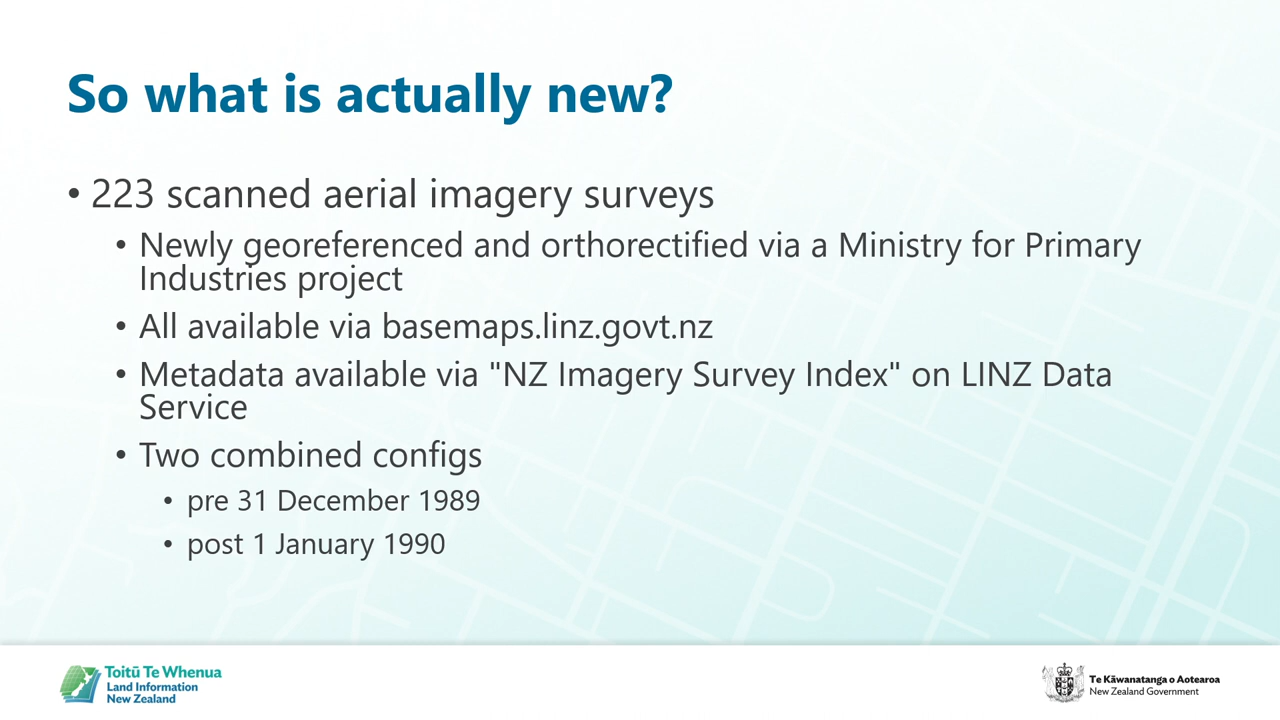 So what is actually new?
• 223 scanned aerial imagery surveys
• Newly georeferenced and orthorectified via a Ministry for Primary
Industries project
• All available via basemaps.linz.govt.nz
• Metadata available via "NZ Imagery Survey Index" on LINZ Data
Service
• Two combined configs
• pre 31 December 1989
• post 1 January 1990
Toitū Te Whenua
Land Information
New Zealand
Te Kāwanatanga o Aotearoa
New Zealand Government